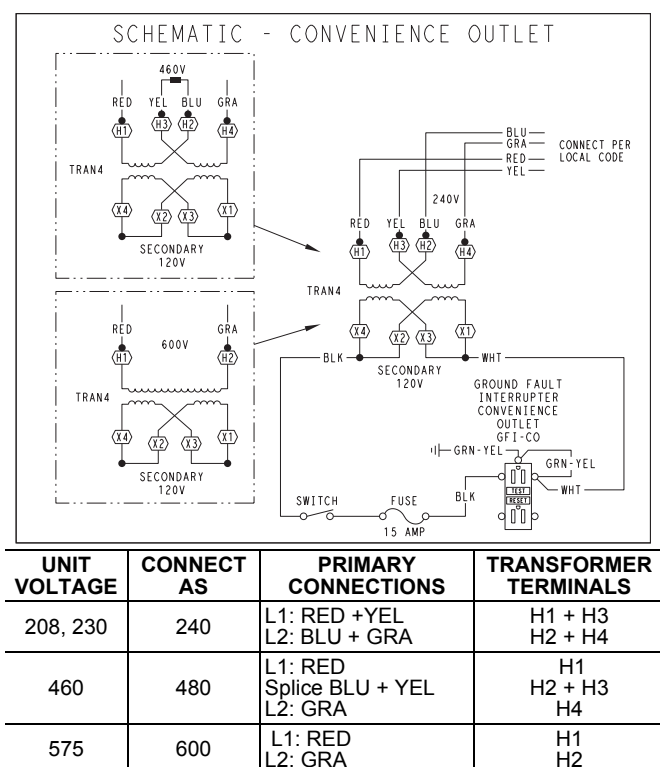 SCHEMATIC - CONVENIENCE OUTLET
460V
RED YEL BLU GRA
H1 H3 H2 H4
TRAN4
X4 X2 X3 X1
SECONDARY
120V
RED GRA
600V
H1 H2
TRAN4
X4 X2 X3 X1
SECONDARY
120V
BLU
GRA
RED
YEL
CONNECT PER
LOCAL CODE
240V
RED YEL BLU GRA
H1 H3 H2 H4
TRAN4
X4 X2 X3 X1
BLK
WHT
SECONDARY
120V
GROUND FAULT
INTERRUPTER
CONVENIENCE
OUTLET
GFI-CO
GRN-YEL
GRN-YEL
WHT
TEST
RESET
BLK
SWITCH
FUSE
15 AMP
UNIT VOLTAGE CONNECT AS PRIMARY CONNECTIONS TRANSFORMER TERMINALS
208, 230 240 L1: RED +YEL H1 + H3
L2: BLU + GRA H2 + H4
460 480 L1: RED H1
Splice BLU + YEL H2 + H3
L2: GRA H4
575 600 L1: RED H1
L2: GRA H2